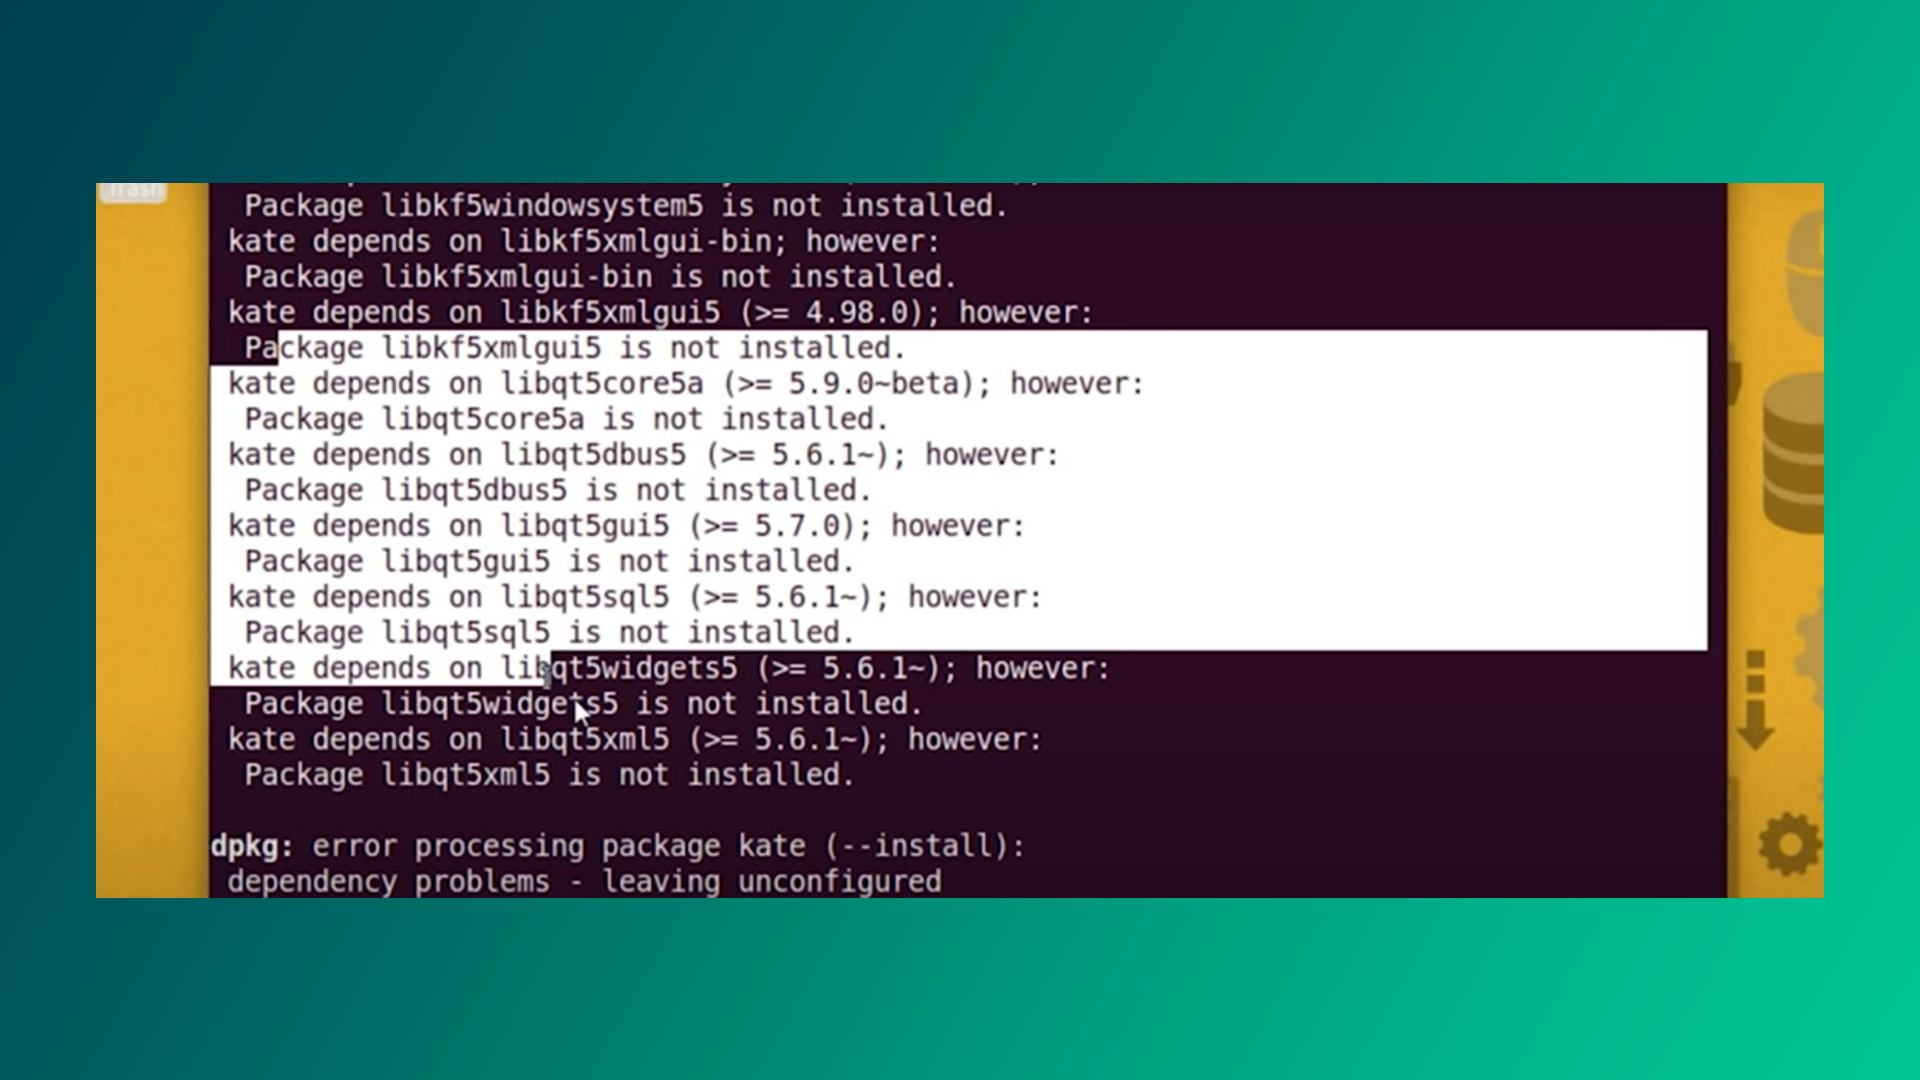 Trash
Package libkf5windowsystem5 is not installed.
kate depends on libkf5xmlgui-bin; however:
Package libkf5xmlgui-bin is not installed.
kate depends on libkf5xmlgui5 (>= 4.98.0); however:
Package libkf5xmlgui5 is not installed.
kate depends on libqt5core5a (>= 5.9.0~beta); however:
Package libqt5core5a is not installed.
kate depends on libqt5dbus5 (>= 5.6.1~); however:
Package libqt5dbus5 is not installed.
kate depends on libqt5gui5 (>= 5.7.0); however:
Package libqt5gui5 is not installed.
kate depends on libqt5sql5 (>= 5.6.1~); however:
Package libqt5sql5 is not installed.
kate depends on libqt5widgets5 (>= 5.6.1~); however:
Package libqt5widgets5 is not installed.
kate depends on libqt5xml5 (>= 5.6.1~); however:
Package libqt5xml5 is not installed.
dpkg: error processing package kate (--install):
dependency problems - leaving unconfigured